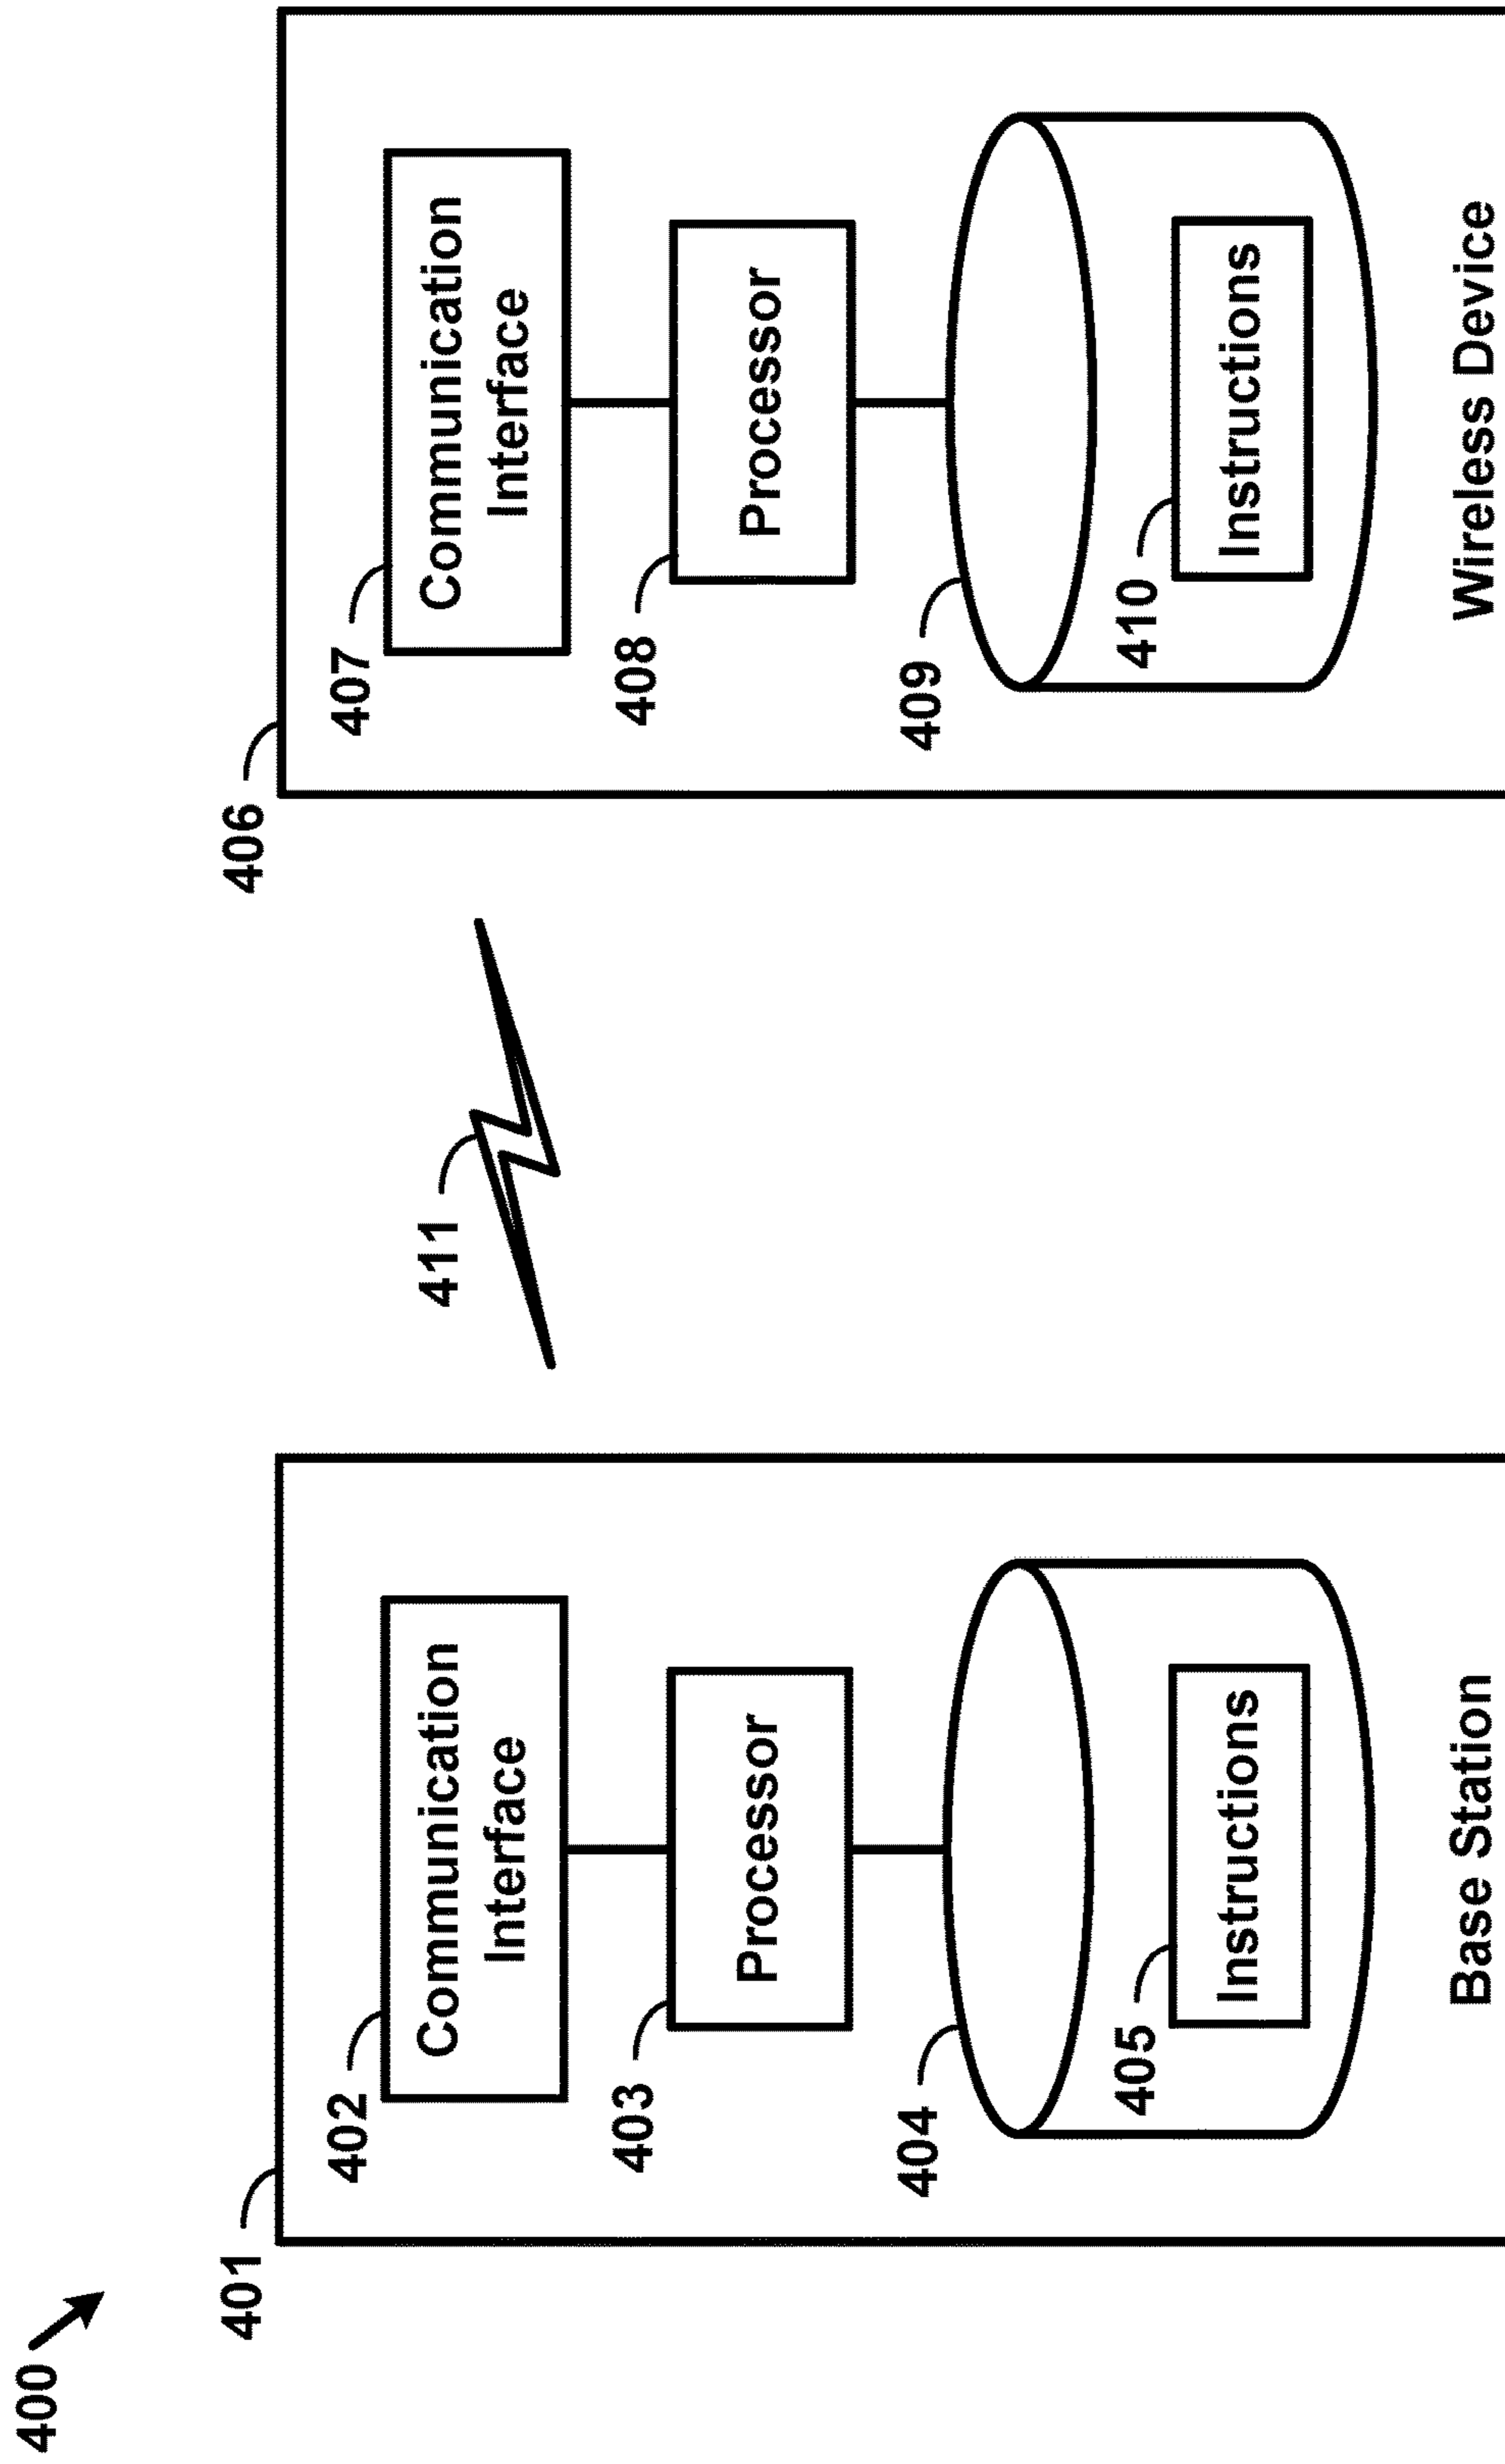 400
401
402
Communication
Interface
403
Processor
404
405
Instructions
Base Station
411
406
407
Communication
Interface
408
Processor
409
410
Instructions
Wireless Device